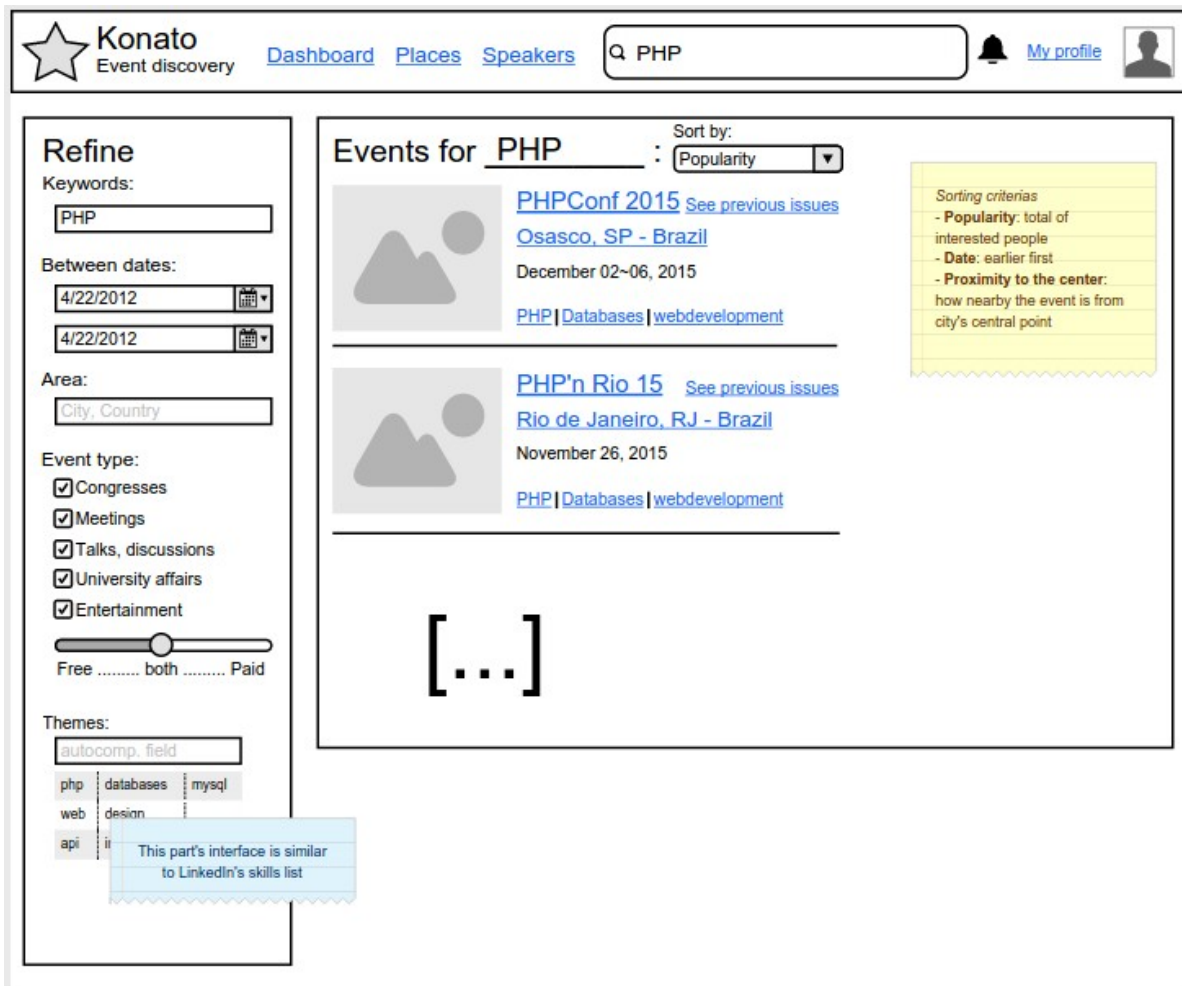 Konato
Event discovery
Dashboard Places Speakers
PHP
My profile
Refine
Keywords:
PHP
Between dates:
4/22/2012
4/22/2012
Area:
City, Country
Event type:
Congresses
Meetings
Talks, discussions
University affairs
Entertainment
Free ......... both ......... Paid
Themes:
autocomp. field
php databases mysql
web design
api
This part's interface is similar
to LinkedIn's skills list
Events for PHP :
Sort by:
Popularity
PHPConf 2015 See previous issues
Osasco, SP - Brazil
December 02~06, 2015
PHP|Databases|webdevelopment
PHP'n Rio 15 See previous issues
Rio de Janeiro, RJ - Brazil
November 26, 2015
PHP|Databases|webdevelopment
[...]
Sorting criterias
- Popularity: total of
interested people
- Date: earlier first
- Proximity to the center:
how nearby the event is from
city's central point